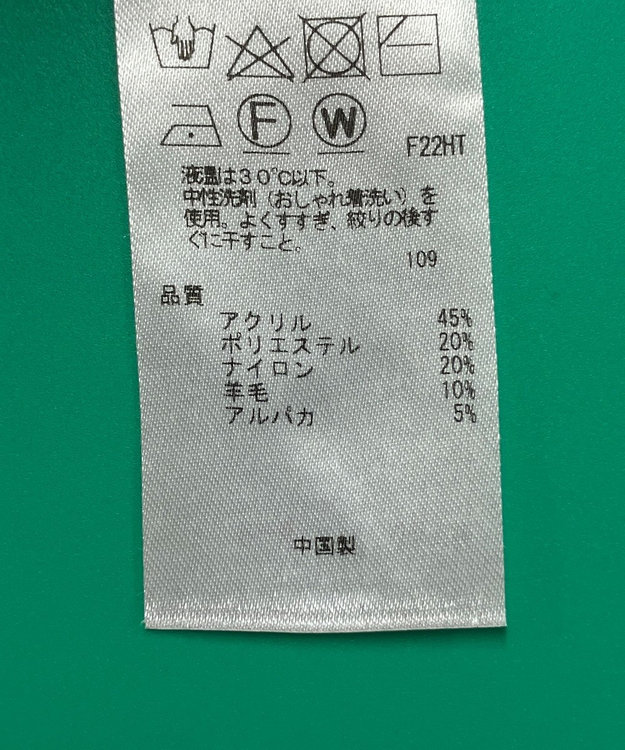 F W
F22HT
液温は30℃以下。
中性洗剤（おしゃれ着洗い）を
使用。よくすすぎ、絞りの後す
ぐに干すこと。
109
品質
アクリル 45%
ポリエステル 20%
ナイロン 20%
羊毛 10%
アルパカ 5%
中国製